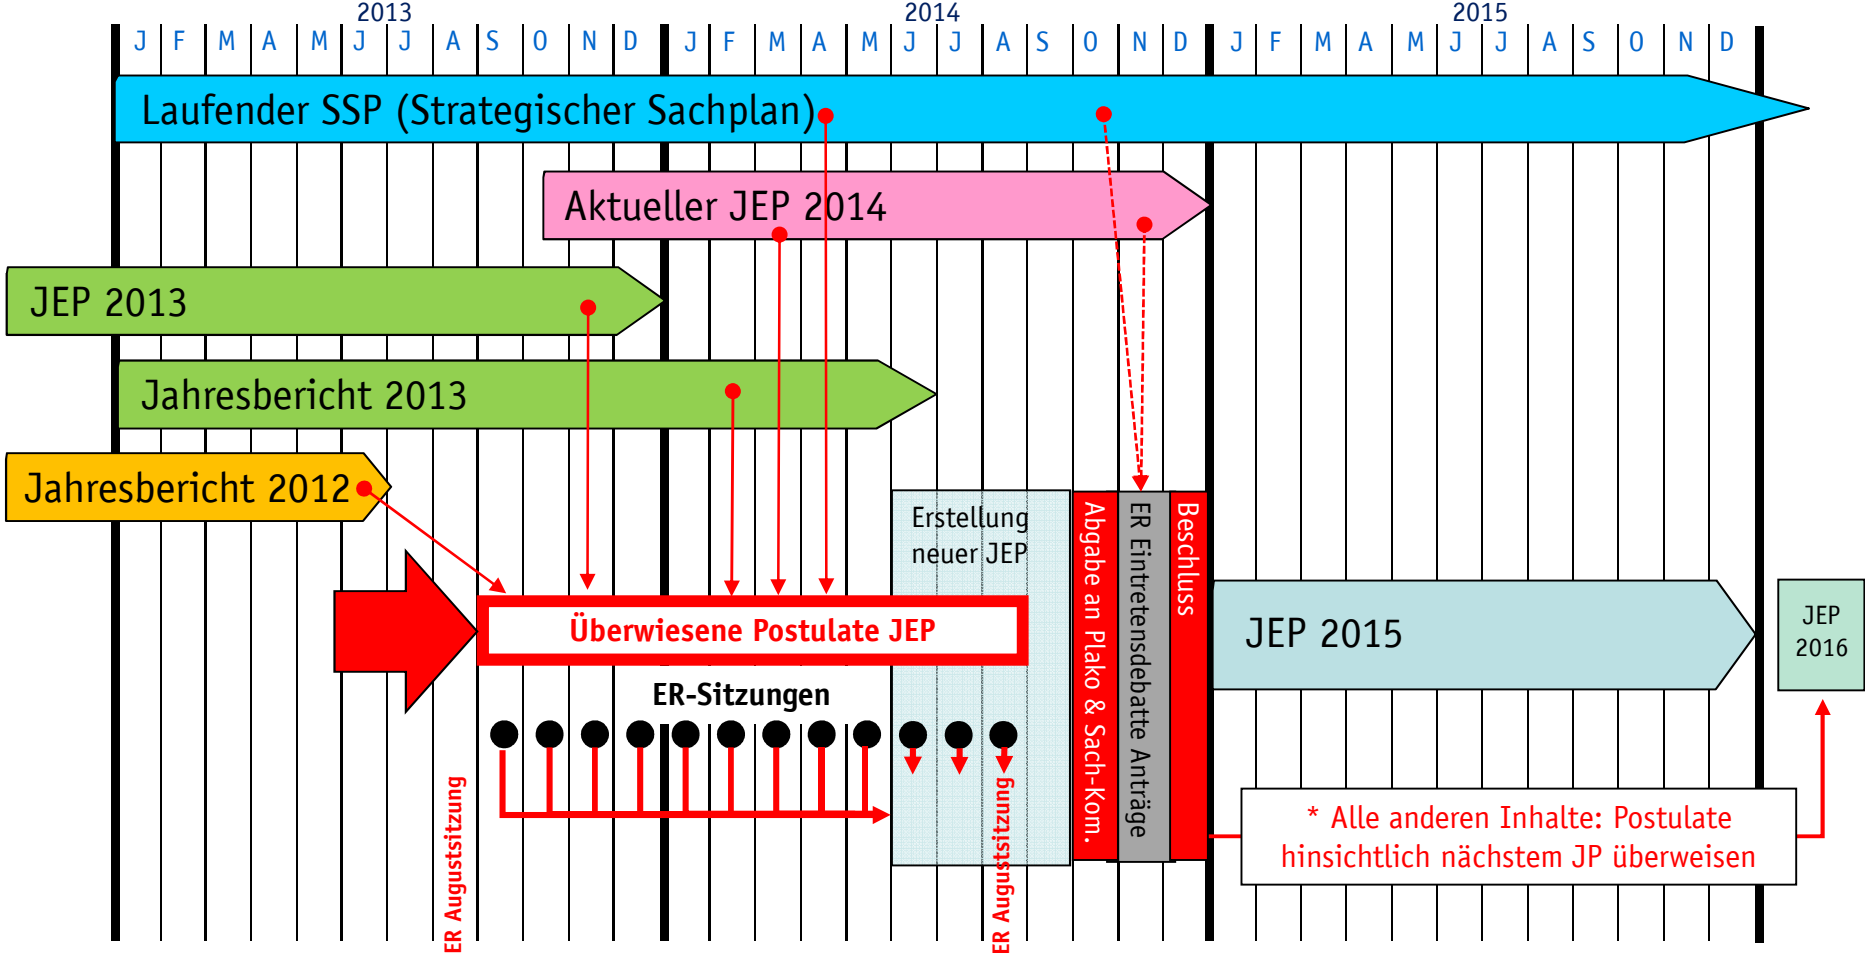 2013 2014 2015
J F M A M J J A S O N D J F M A M J J A S O N D J F M A M J J A S O N D
Laufender SSP (Strategischer Sachplan)
Aktueller JEP 2014
JEP 2013
Jahresbericht 2013
Jahresbericht 2012
Erstellung
neuer JEP
Abgabe an Plako & Sach-Kom.
ER Eintretensdebatte Anträge
Beschluss
Überwiesene Postulate JEP
JEP 2015
JEP
2016
ER-Sitzungen
ER Augustsitzung
ER Augustsitzung
* Alle anderen Inhalte: Postulate
hinsichtlich nächstem JP überweisen